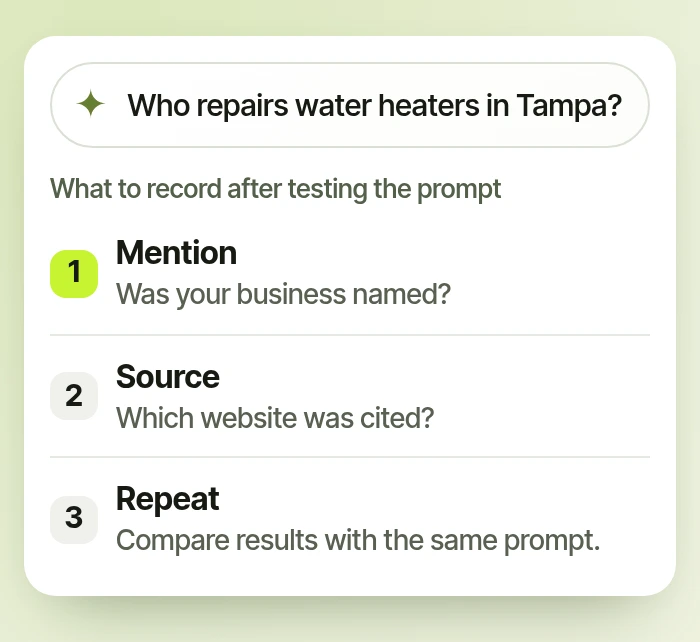 Who repairs water heaters in Tampa?
What to record after testing the prompt
1
Mention
Was your business named?
2
Source
Which website was cited?
3
Repeat
Compare results with the same prompt.